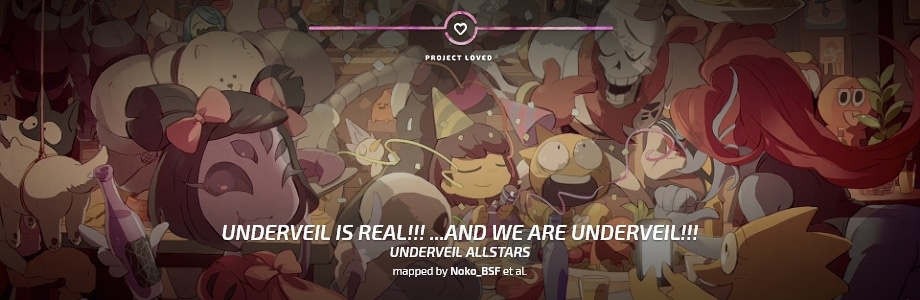 PROJECT LOVED
UNDERVEIL IS REAL!!! ...AND WE ARE UNDERVEIL!!!
UNDERVEIL ALLSTARS
mapped by Noko_BSF et al.